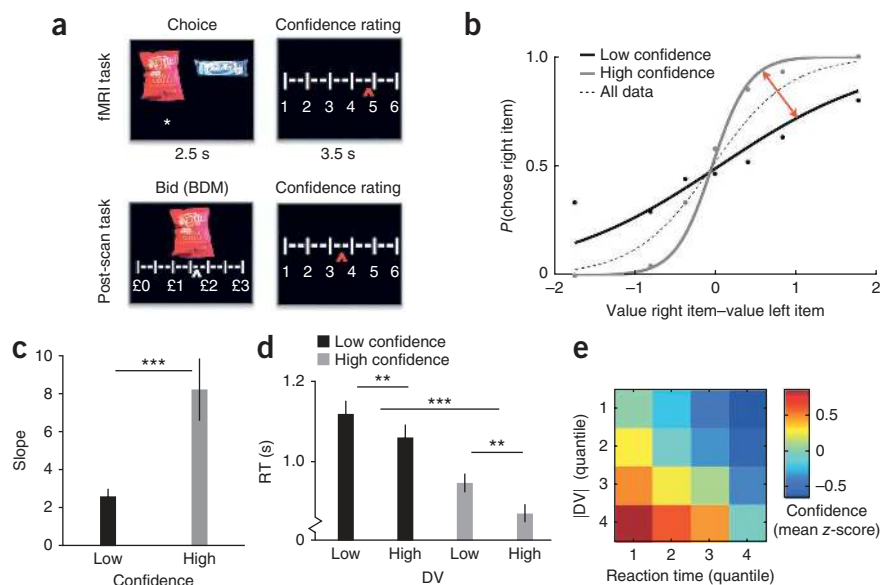 a
fMRI task
Choice
Confidence rating
*
1 2 3 4 5 6
2.5 s
3.5 s
Post-scan task
Bid (BDM)
Confidence rating
£0 £1 £2 £3
1 2 3 4 5 6
b
Low confidence
High confidence
All data
P(chose right item)
1.0
0.5
0
−2 −1 0 1 2
Value right item–value left item
c
Slope
10
8
6
4
2
0
***
Low High
Confidence
d
Low confidence
High confidence
RT (s)
1.2
1.0
0
**
***
**
Low High Low High
DV
e
|DV| (quantile)
1
2
3
4
1 2 3 4
Reaction time (quantile)
0.5
−0.5
Confidence
(mean z-score)